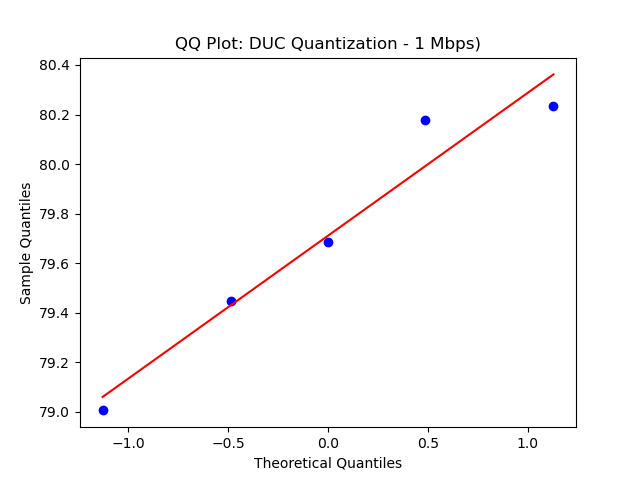 QQ Plot: DUC Quantization - 1 Mbps)
80.4
80.2
80.0
79.8
79.6
79.4
79.2
79.0
Sample Quantiles
−1.0 −0.5 0.0 0.5 1.0
Theoretical Quantiles